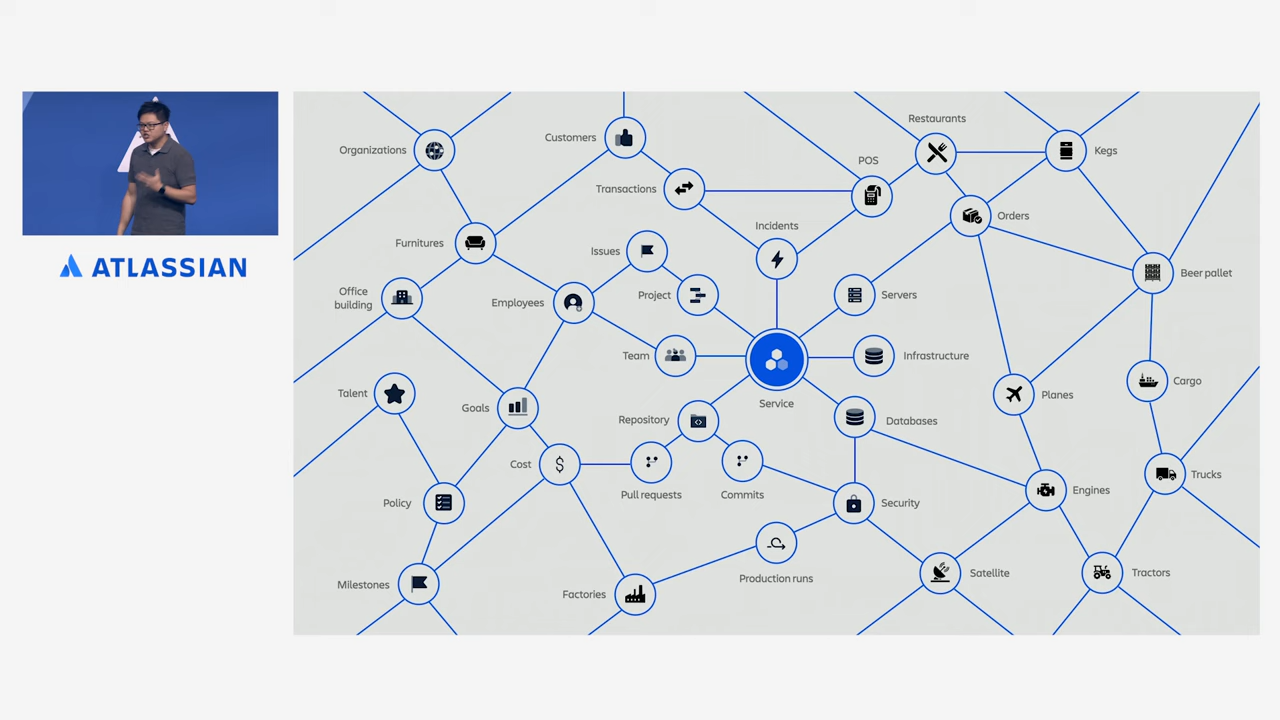 ATLASSIAN
Restaurants
Customers
Organizations
Kegs
POS
Transactions
Orders
Incidents
Furnitures
Issues
Beer pallet
Office
building
Employees
Project
Servers
Team
Infrastructure
Cargo
Talent
Goals
Service
Planes
Repository
Databases
Cost
Trucks
Pull requests
Commits
Engines
Policy
Security
Production runs
Satellite
Tractors
Milestones
Factories